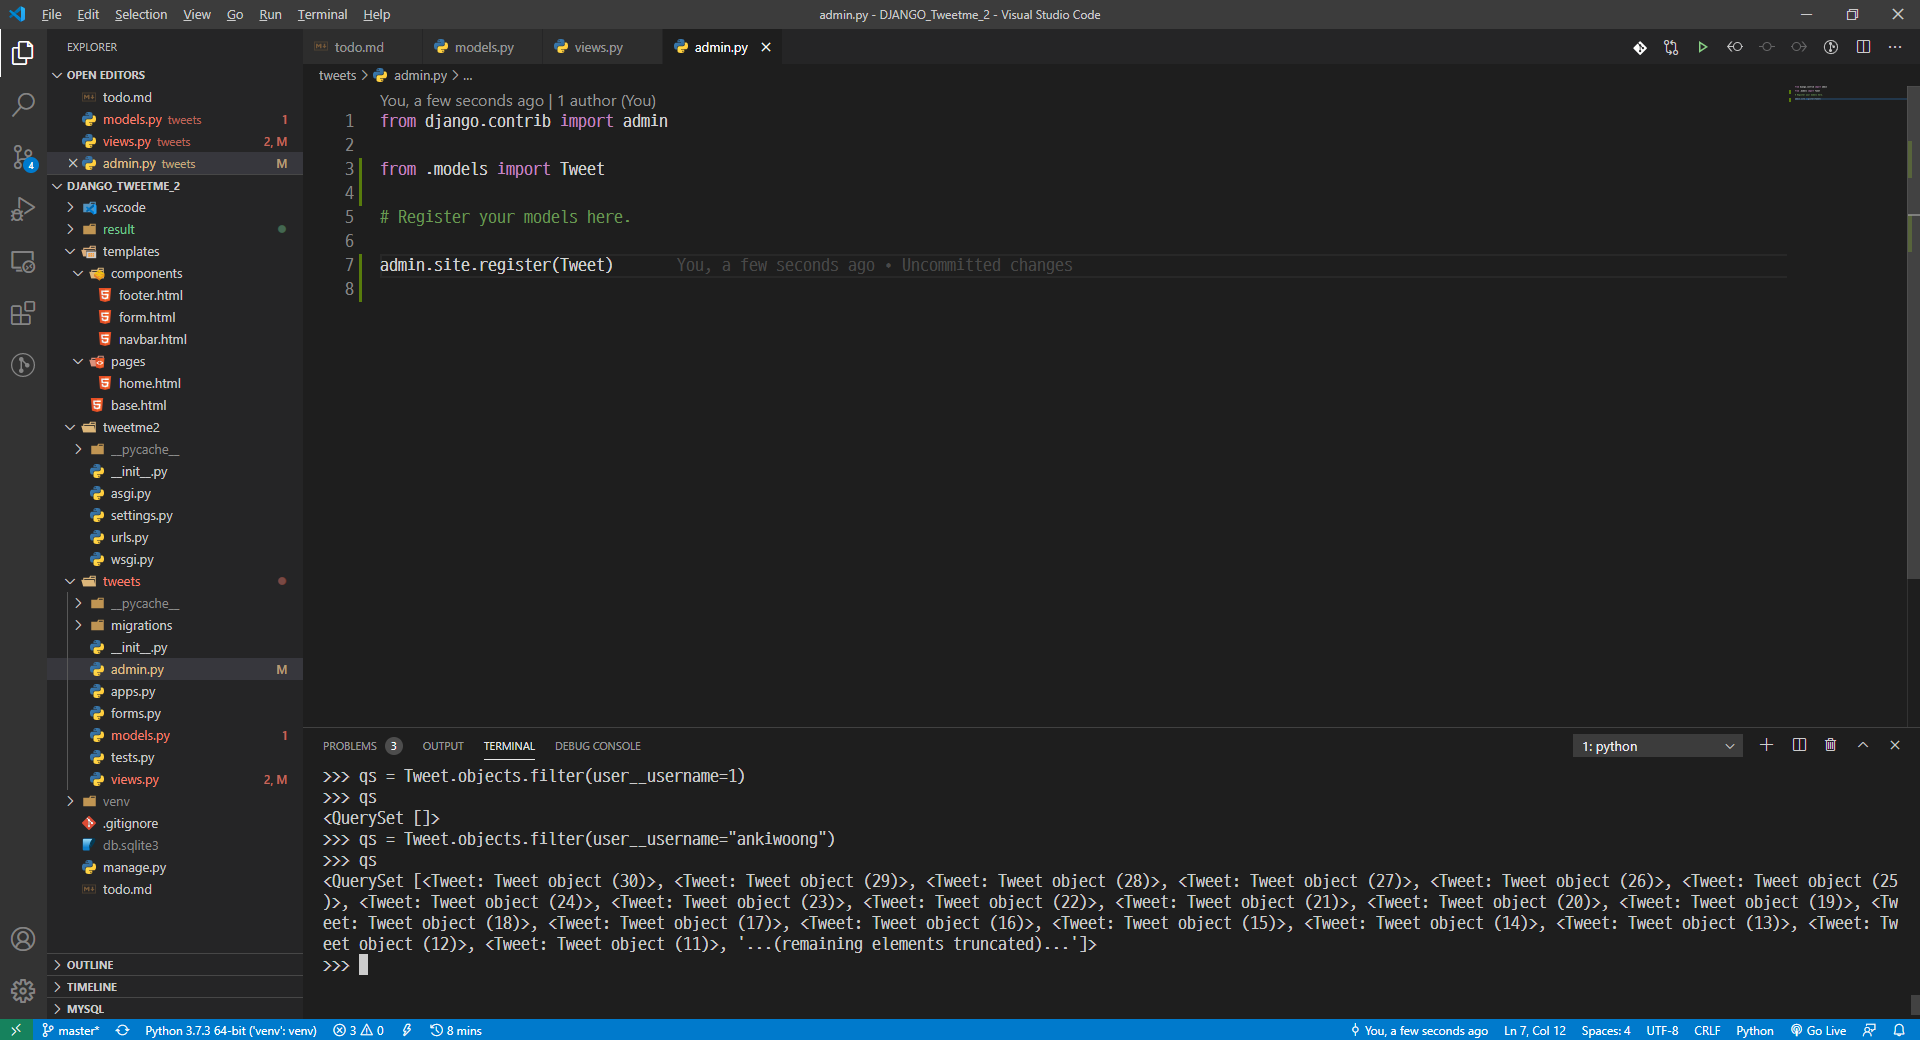 File Edit Selection View Go Run Terminal Help
admin.py - DJANGO_Tweetme_2 - Visual Studio Code
EXPLORER
OPEN EDITORS
todo.md
models.py tweets 1
views.py tweets 2, M
admin.py tweets M
DJANGO_TWEETME_2
.vscode
result
templates
components
footer.html
form.html
navbar.html
pages
home.html
base.html
tweetme2
__pycache__
__init__.py
asgi.py
settings.py
urls.py
wsgi.py
tweets
__pycache__
migrations
__init__.py
admin.py M
apps.py
forms.py
models.py 1
tests.py
views.py 2, M
venv
.gitignore
db.sqlite3
manage.py
todo.md
OUTLINE
TIMELINE
MYSQL
4
todo.md models.py views.py admin.py
tweets > admin.py > ...
You, a few seconds ago | 1 author (You)
1 from django.contrib import admin
2
3 from .models import Tweet
4
5 # Register your models here.
6
7 admin.site.register(Tweet) You, a few seconds ago • Uncommitted changes
8
PROBLEMS 3 OUTPUT TERMINAL DEBUG CONSOLE 1: python
>>> qs = Tweet.objects.filter(user__username=1)
>>> qs
<QuerySet []>
>>> qs = Tweet.objects.filter(user__username="ankiwoong")
>>> qs
<QuerySet [<Tweet: Tweet object (30)>, <Tweet: Tweet object (29)>, <Tweet: Tweet object (28)>, <Tweet: Tweet object (27)>, <Tweet: Tweet object (26)>, <Tweet: Tweet object (25
)>, <Tweet: Tweet object (24)>, <Tweet: Tweet object (23)>, <Tweet: Tweet object (22)>, <Tweet: Tweet object (21)>, <Tweet: Tweet object (20)>, <Tweet: Tweet object (19)>, <Tw
eet: Tweet object (18)>, <Tweet: Tweet object (17)>, <Tweet: Tweet object (16)>, <Tweet: Tweet object (15)>, <Tweet: Tweet object (14)>, <Tweet: Tweet object (13)>, <Tweet: Tw
eet object (12)>, <Tweet: Tweet object (11)>, '...(remaining elements truncated)...']>
>>>
master* Python 3.7.3 64-bit ('venv': venv) 3 0 8 mins You, a few seconds ago Ln 7, Col 12 Spaces: 4 UTF-8 CRLF Python Go Live